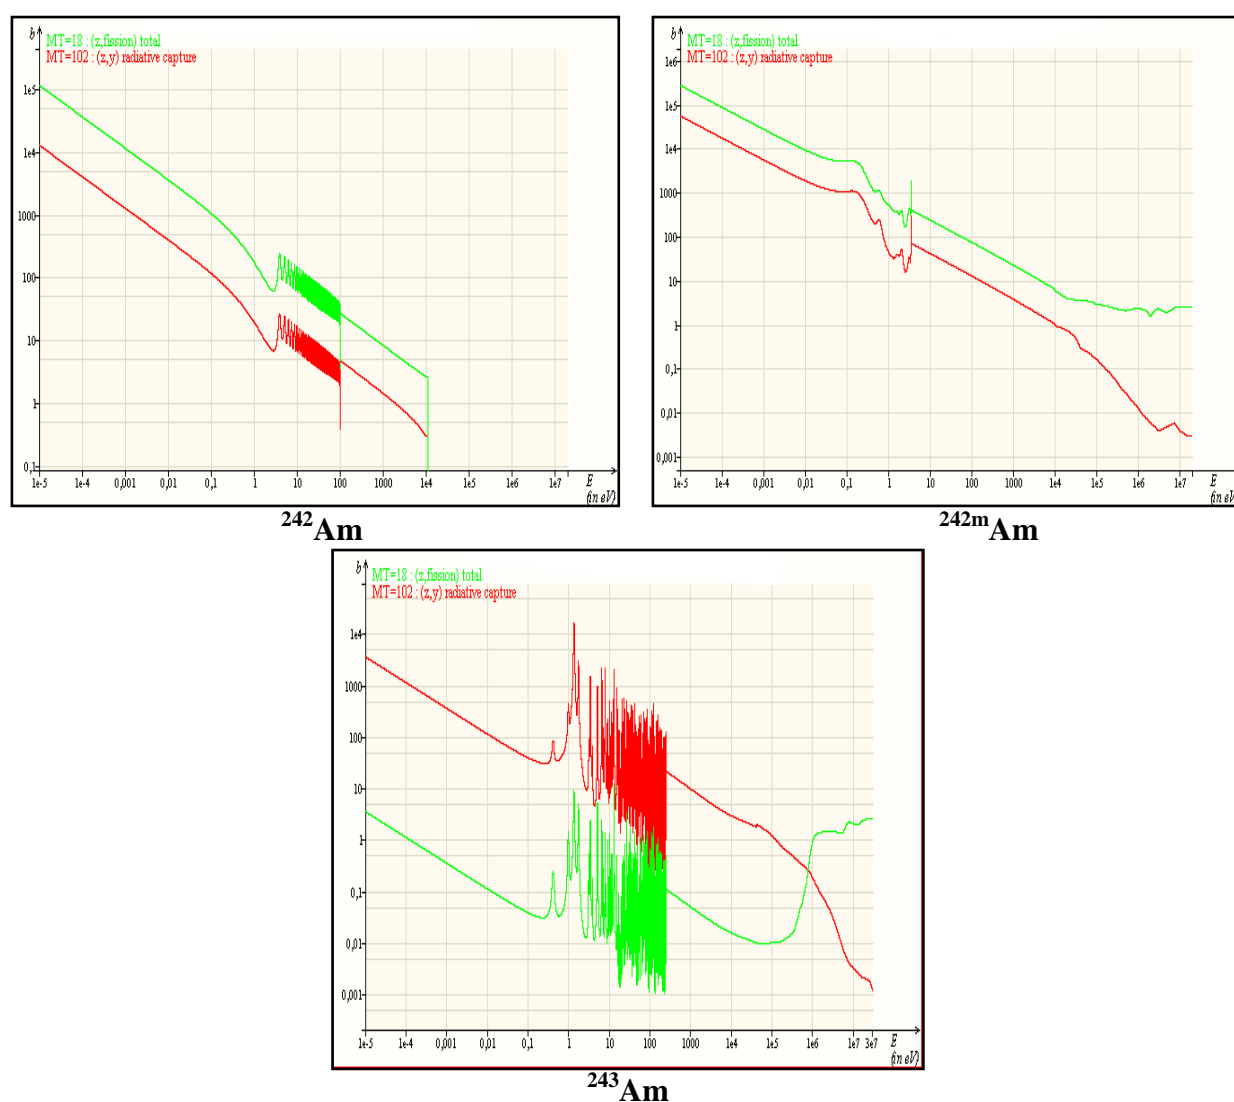 b
MT=18 : (z,fission) total
MT=102 : (z,γ) radiative capture
1e5
1e4
1000
100
10
1
0,1
1e-5 1e-4 0,001 0,01 0,1 1 10 100 1000 1e4 1e5 1e6 1e7 E
(in eV)
242Am
b
MT=18 : (z,fission) total
MT=102 : (z,γ) radiative capture
1e6
1e5
1e4
1000
100
10
1
0,1
0,01
0,001
1e-5 1e-4 0,001 0,01 0,1 1 10 100 1000 1e4 1e5 1e6 1e7 E
(in eV)
242mAm
b
MT=18 : (z,fission) total
MT=102 : (z,γ) radiative capture
1e4
1000
100
10
1
0,1
0,01
0,001
1e-5 1e-4 0,001 0,01 0,1 1 10 100 1000 1e4 1e5 1e6 1e7 3e7 E
(in eV)
243Am